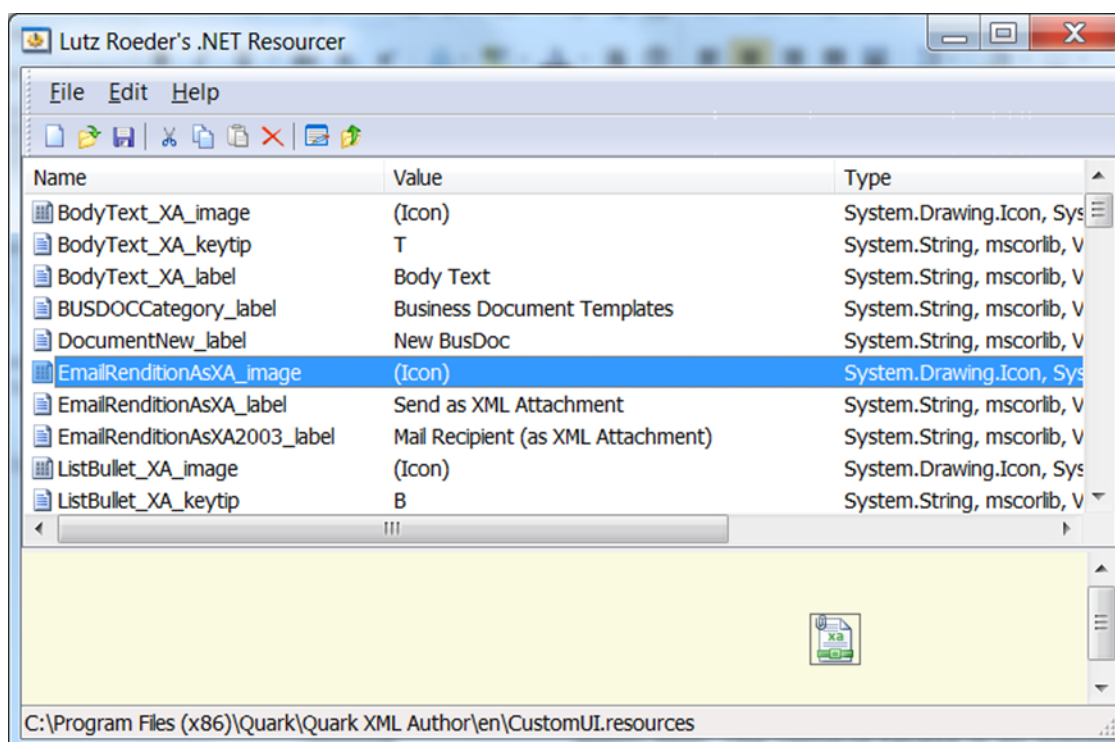 Lutz Roeder's .NET Resourcer
File Edit Help
Name Value Type
BodyText_XA_image (Icon) System.Drawing.Icon, Sys
BodyText_XA_keytip T System.String, mscorlib, V
BodyText_XA_label Body Text System.String, mscorlib, V
BUSDOCCategory_label Business Document Templates System.String, mscorlib, V
DocumentNew_label New BusDoc System.String, mscorlib, V
EmailRenditionAsXA_image (Icon) System.Drawing.Icon, Sys
EmailRenditionAsXA_label Send as XML Attachment System.String, mscorlib, V
EmailRenditionAsXA2003_label Mail Recipient (as XML Attachment) System.String, mscorlib, V
ListBullet_XA_image (Icon) System.Drawing.Icon, Sys
ListBullet_XA_keytip B System.String, mscorlib, V
xa
C:\Program Files (x86)\Quark\Quark XML Author\en\CustomUI.resources